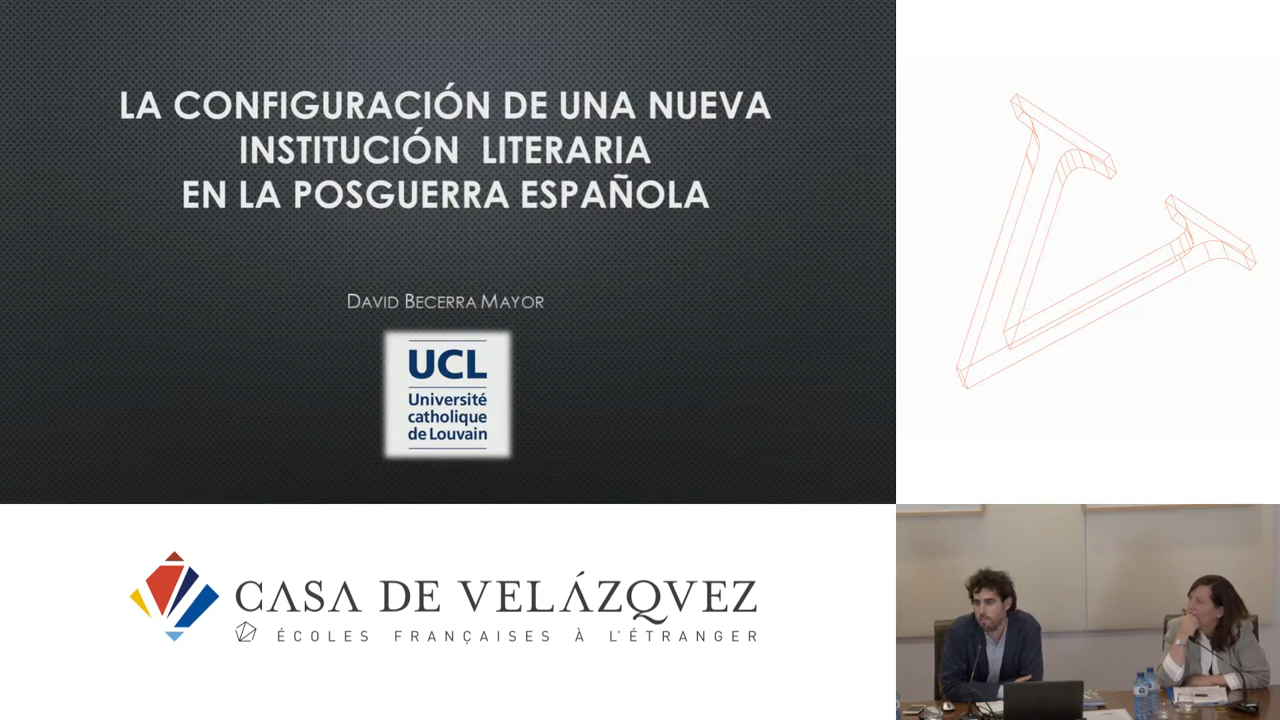 LA CONFIGURACIÓN DE UNA NUEVA
INSTITUCIÓN LITERARIA
EN LA POSGUERRA ESPAÑOLA
DAVID BECERRA MAYOR
UCL
Université
catholique
de Louvain
CASA DE VELÁZQVEZ
ÉCOLES FRANÇAISES À L'ÉTRANGER